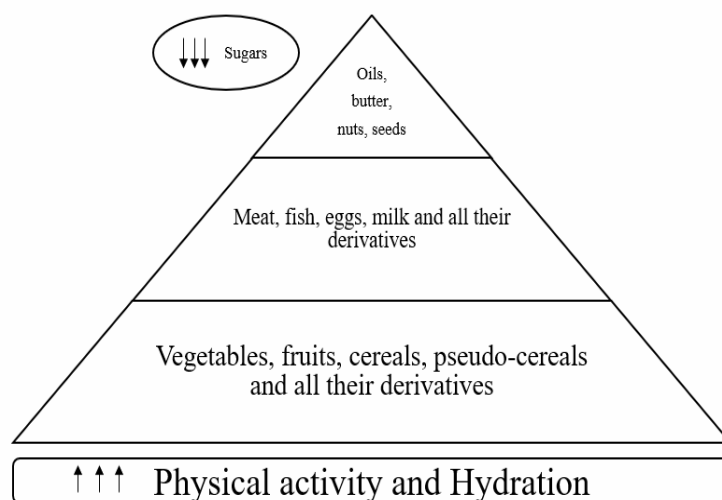 Sugars
Oils,
butter,
nuts, seeds
Meat, fish, eggs, milk and all their
derivatives
Vegetables, fruits, cereals, pseudo-cereals
and all their derivatives
Physical activity and Hydration